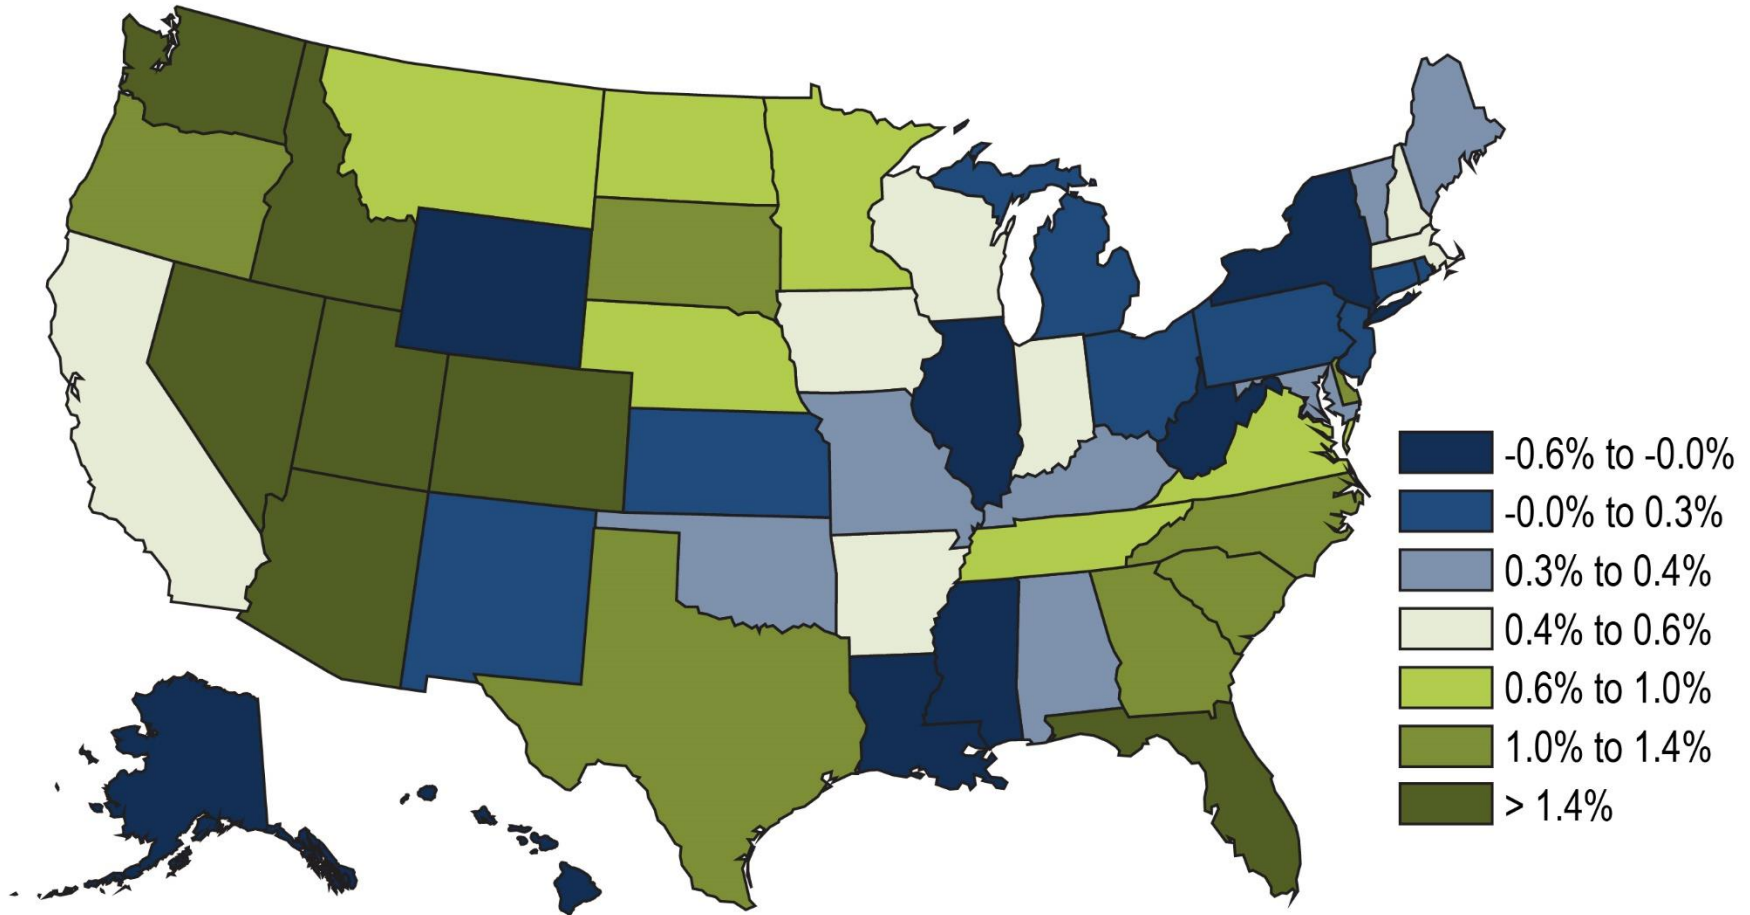 -0.6% to -0.0%
-0.0% to 0.3%
0.3% to 0.4%
0.4% to 0.6%
0.6% to 1.0%
1.0% to 1.4%
> 1.4%